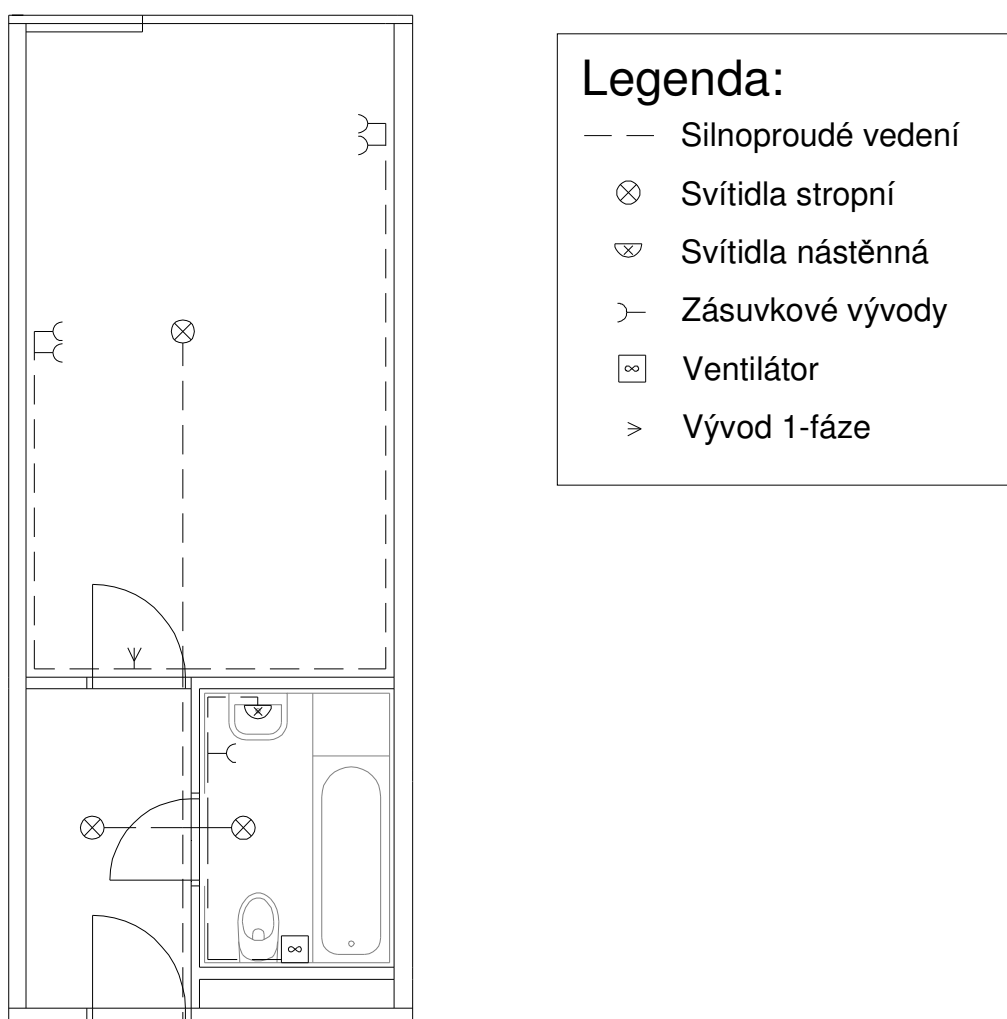 Legenda:
Silnoproudé vedení
Svítidla stropní
Svítidla nástěnná
Zásuvkové vývody
Ventilátor
Vývod 1-fáze